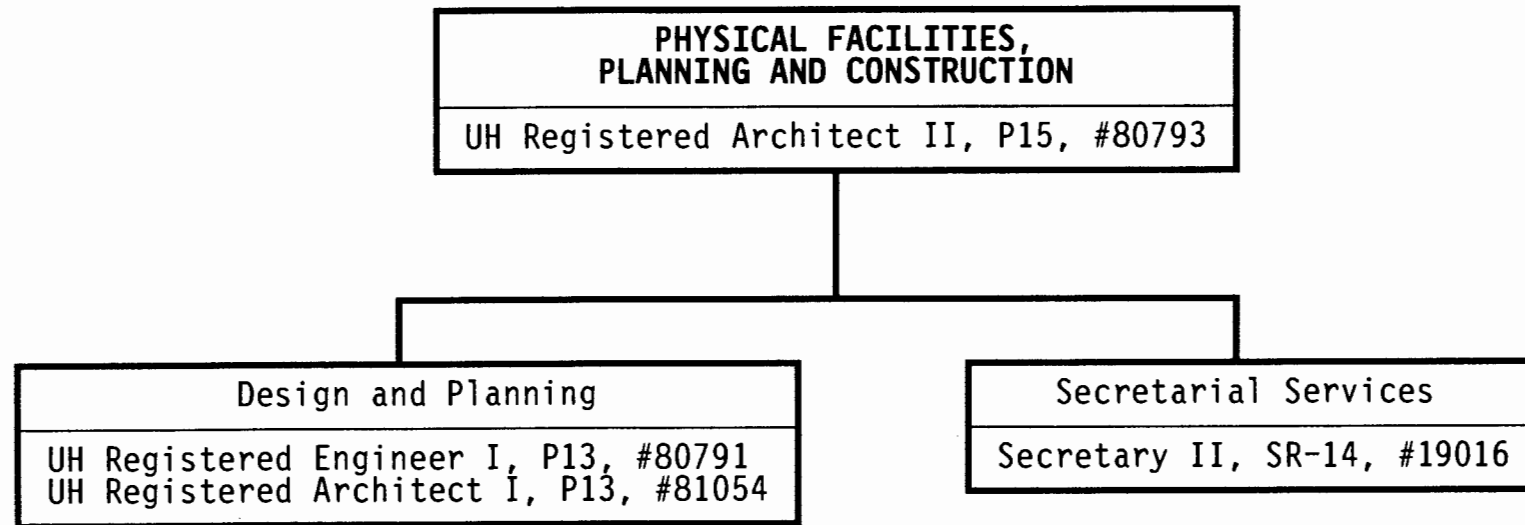 PHYSICAL FACILITIES,
PLANNING AND CONSTRUCTION
UH Registered Architect II, P15, #80793
Design and Planning
UH Registered Engineer I, P13, #80791
UH Registered Architect I, P13, #81054
Secretarial Services
Secretary II, SR-14, #19016